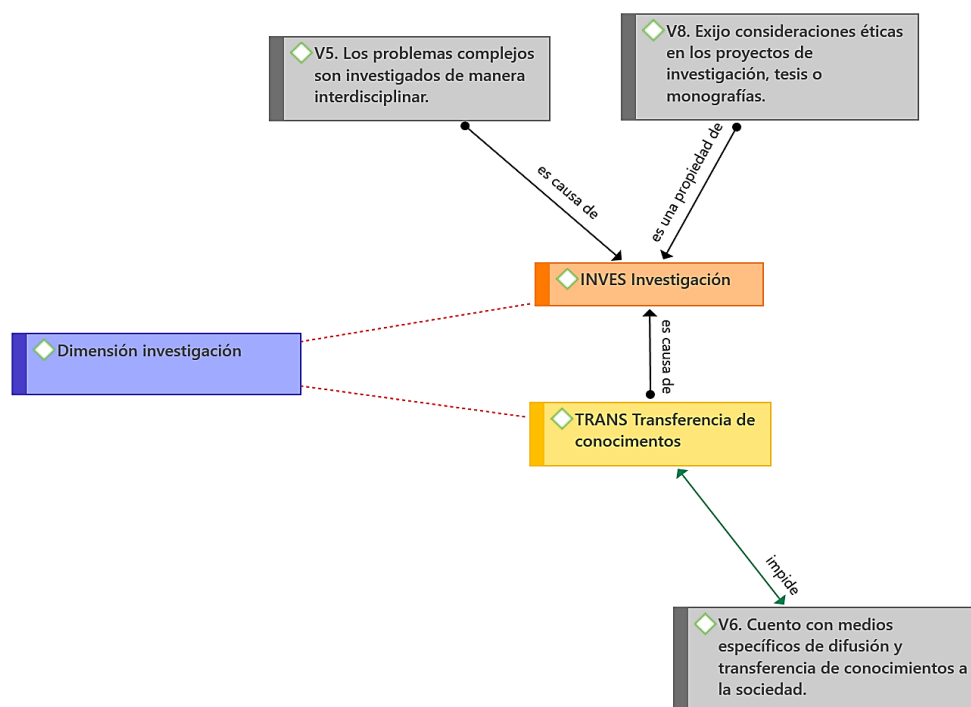 V5. Los problemas complejos
son investigados de manera
interdisciplinar.
V8. Exijo consideraciones éticas
en los proyectos de
investigación, tesis o
monografías.
es causa de
es una propiedad de
INVES Investigación
Dimensión investigación
es causa de
TRANS Transferencia de
conocimientos
impide
V6. Cuento con medios
específicos de difusión y
transferencia de conocimientos a
la sociedad.